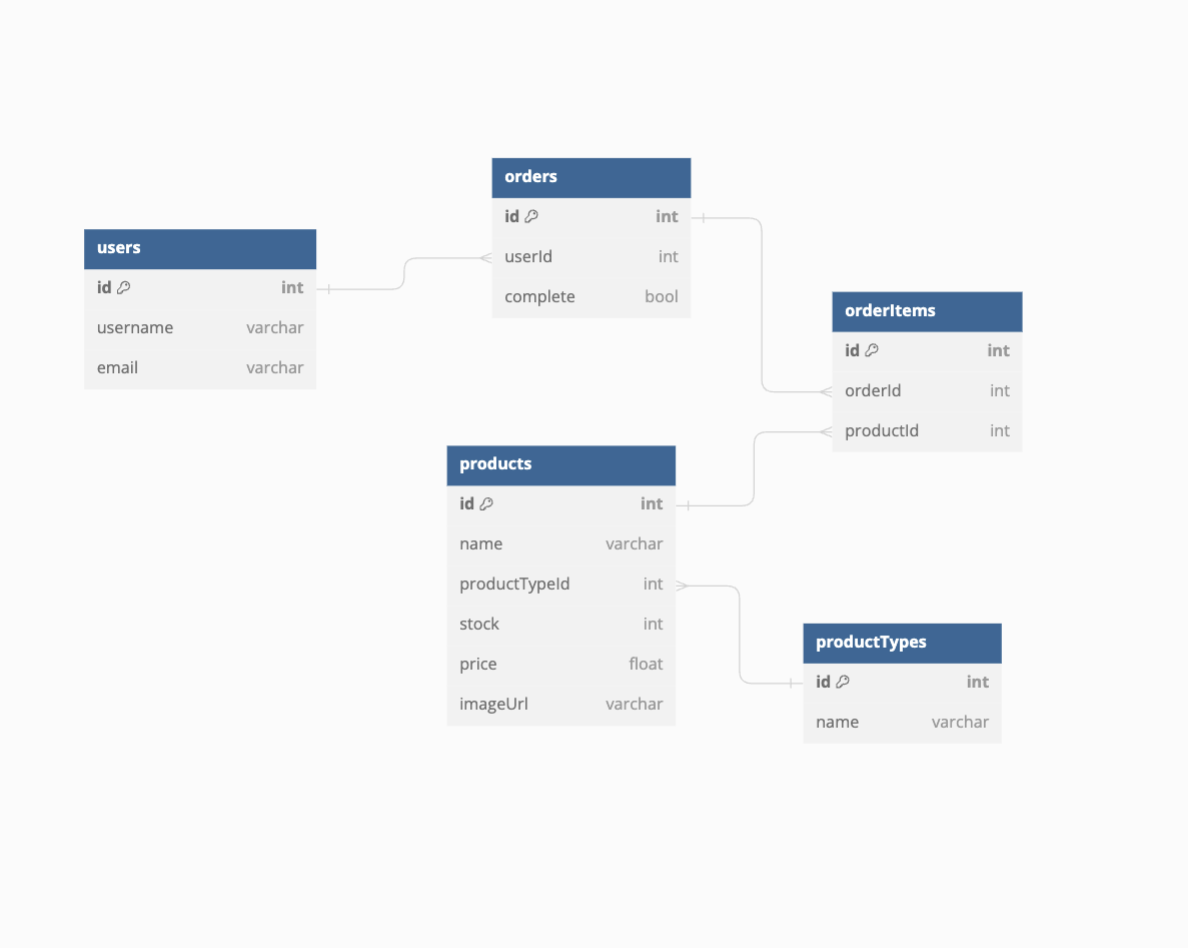 users
id int
username varchar
email varchar
orders
id int
userId int
complete bool
orderItems
id int
orderId int
productId int
products
id int
name varchar
productTypeId int
stock int
price float
imageUrl varchar
productTypes
id int
name varchar